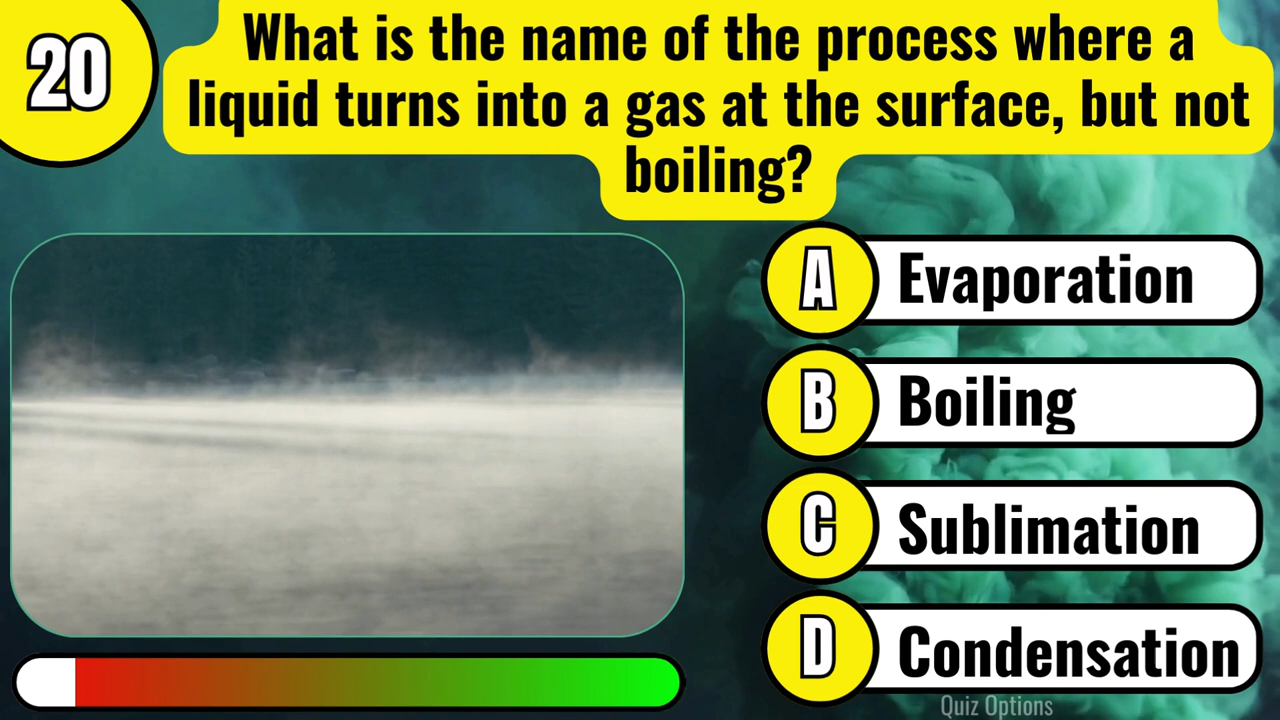 20
What is the name of the process where a
liquid turns into a gas at the surface, but not
boiling?
A Evaporation
B Boiling
C Sublimation
D Condensation
Quiz Options